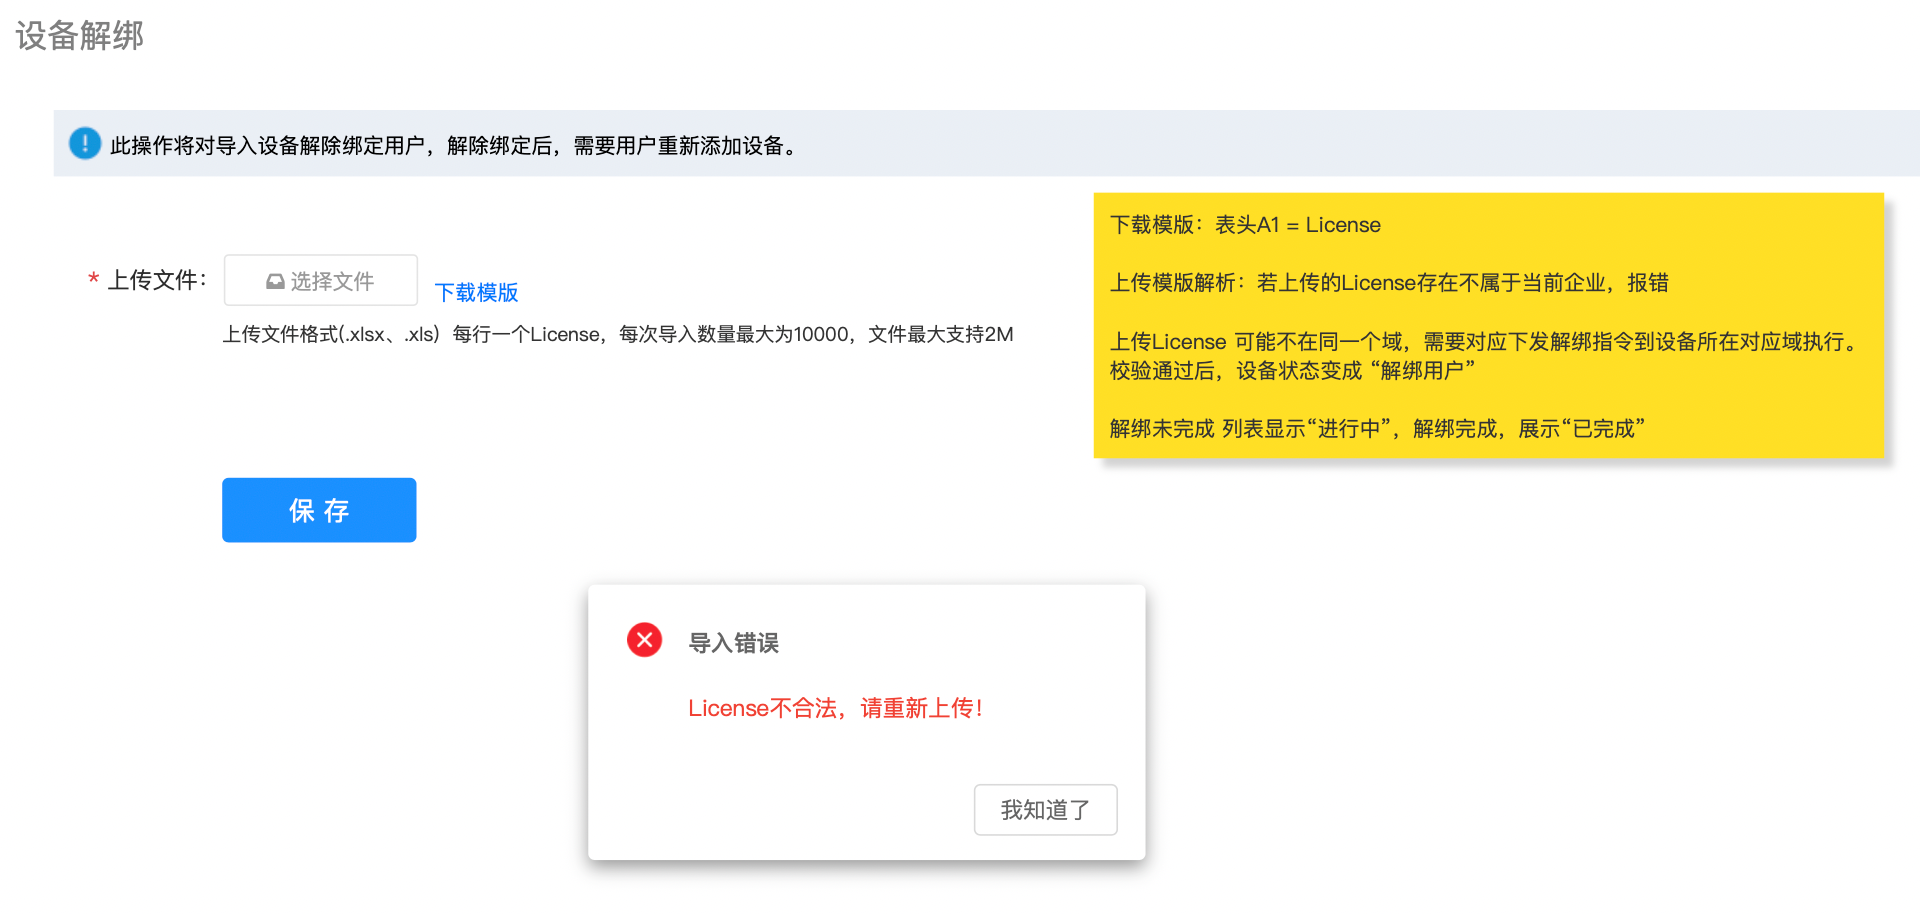 设备解绑
此操作将对导入设备解除绑定用户，解除绑定后，需要用户重新添加设备。
* 上传文件：
选择文件
下载模版
上传文件格式(.xlsx、.xls) 每行一个License，每次导入数量最大为10000，文件最大支持2M
下载模版：表头A1 = License
上传模版解析：若上传的License存在不属于当前企业，报错
上传License 可能不在同一个域，需要对应下发解绑指令到设备所在对应域执行。
校验通过后，设备状态变成 “解绑用户”
解绑未完成 列表显示“进行中”，解绑完成，展示“已完成”
保 存
导入错误
License不合法，请重新上传！
我知道了